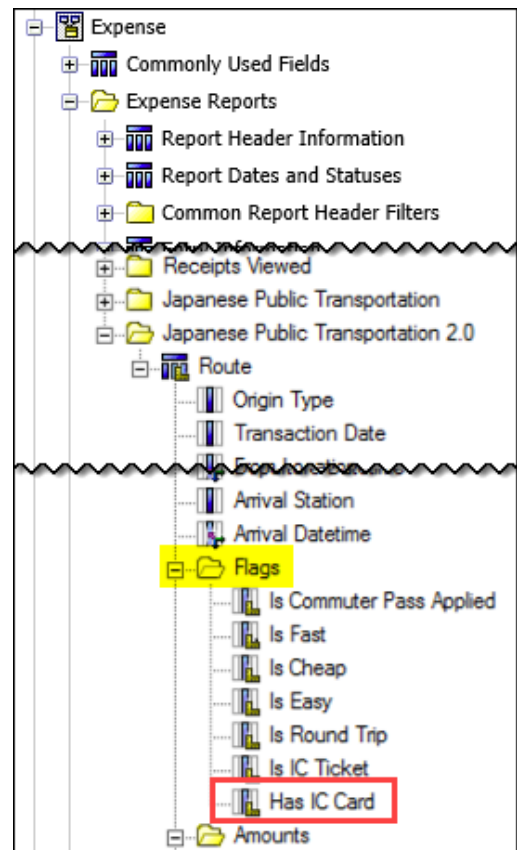 Expense
Commonly Used Fields
Expense Reports
Report Header Information
Report Dates and Statuses
Common Report Header Filters
Receipts Viewed
Japanese Public Transportation
Japanese Public Transportation 2.0
Route
Origin Type
Transaction Date
Arrival Station
Arrival Datetime
Flags
Is Commuter Pass Applied
Is Fast
Is Cheap
Is Easy
Is Round Trip
Is IC Ticket
Has IC Card
Amounts